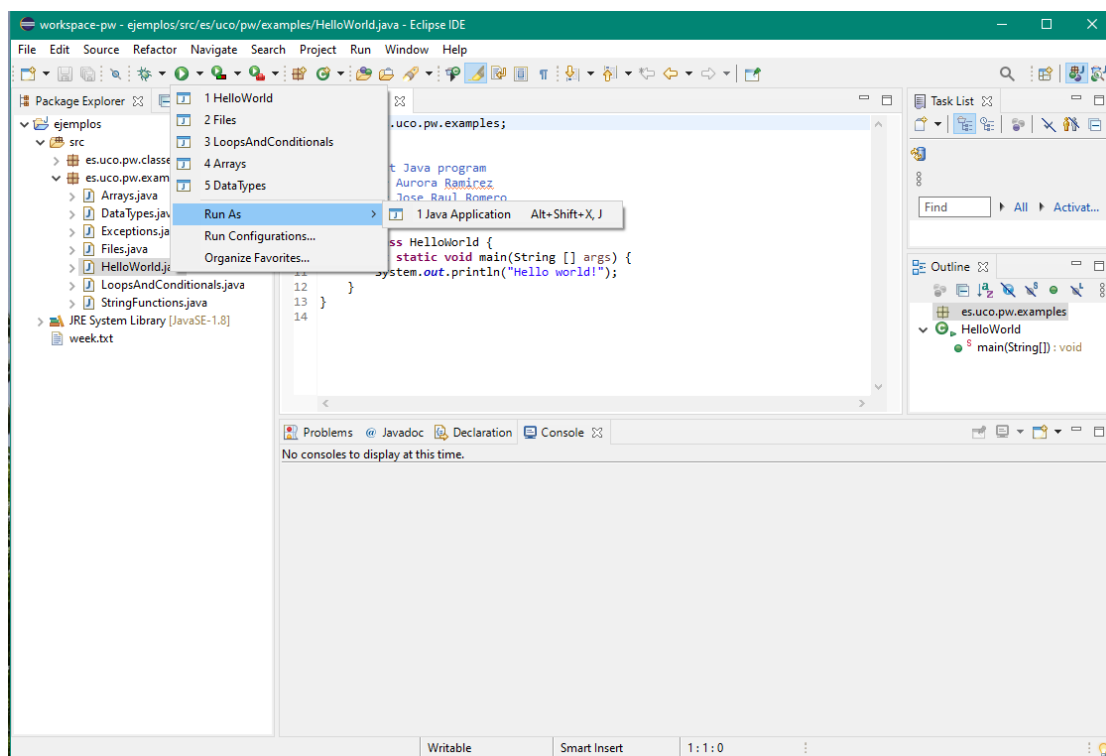 workspace-pw - ejemplos/src/es/uco/pw/examples/HelloWorld.java - Eclipse IDE
File Edit Source Refactor Navigate Search Project Run Window Help
Package Explorer
ejemplos
src
es.uco.pw.classe
es.uco.pw.exam
Arrays.java
DataTypes.jav
Exceptions.ja
Files.java
HelloWorld.ja
LoopsAndConditionals.java
StringFunctions.java
JRE System Library [JavaSE-1.8]
week.txt
1 HelloWorld
2 Files
3 LoopsAndConditionals
4 Arrays
5 DataTypes
Run As
Run Configurations...
Organize Favorites...
1 Java Application Alt+Shift+X, J
.uco.pw.examples;
t Java program
Aurora Ramirez
Jose Raul Romero
ss HelloWorld {
static void main(String [] args) {
11 System.out.println("Hello world!");
12 }
13 }
14
Task List
Find All Activat...
Outline
es.uco.pw.examples
HelloWorld
main(String[]) : void
Problems @ Javadoc Declaration Console
No consoles to display at this time.
Writable Smart Insert 1 : 1 : 0